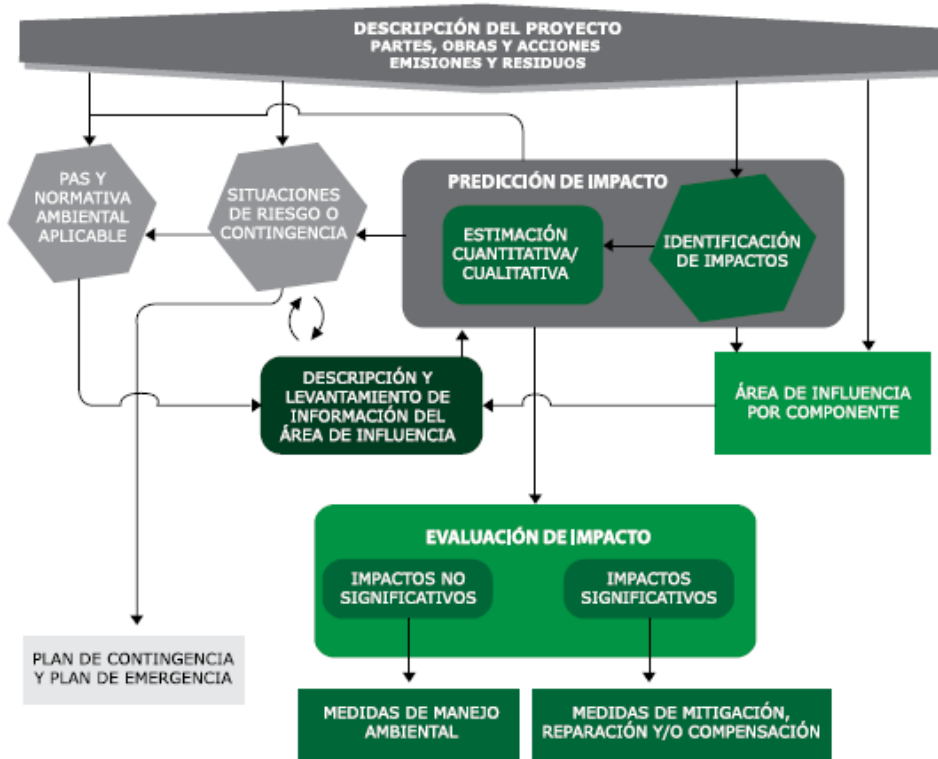 DESCRIPCIÓN DEL PROYECTO
PARTES, OBRAS Y ACCIONES
EMISIONES Y RESIDUOS
PAS Y
NORMATIVA
AMBIENTAL
APLICABLE
SITUACIONES
DE RIESGO O
CONTINGENCIA
PREDICCIÓN DE IMPACTO
ESTIMACIÓN
CUANTITATIVA/
CUALITATIVA
IDENTIFICACIÓN
DE IMPACTOS
DESCRIPCIÓN Y
LEVANTAMIENTO DE
INFORMACIÓN DEL
ÁREA DE INFLUENCIA
ÁREA DE INFLUENCIA
POR COMPONENTE
EVALUACIÓN DE IMPACTO
IMPACTOS NO
SIGNIFICATIVOS
IMPACTOS
SIGNIFICATIVOS
PLAN DE CONTINGENCIA
Y PLAN DE EMERGENCIA
MEDIDAS DE MANEJO
AMBIENTAL
MEDIDAS DE MITIGACIÓN,
REPARACIÓN Y/O COMPENSACIÓN